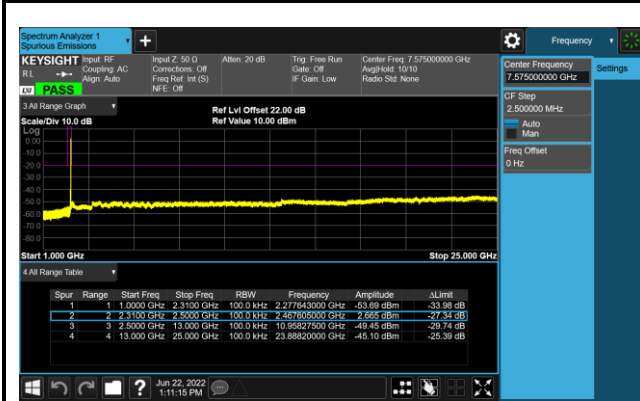 Spectrum Analyzer 1
Spurious Emissions
+
Frequency
KEYSIGHT
RL
LXI
PASS
Input: RF
Coupling: AC
Align: Auto
Input Z: 50 Ω
Corrections: Off
Freq Ref: Int (S)
NFE: Off
Atten: 20 dB
Trig: Free Run
Gate: Off
IF Gain: Low
Center Freq: 7.575000000 GHz
Avg|Hold: 10/10
Radio Std: None
Center Frequency
7.575000000 GHz
Settings
CF Step
2.500000 MHz
Auto
Man
Freq Offset
0 Hz
3 All Range Graph
Scale/Div 10.0 dB
Ref Lvl Offset 22.00 dB
Ref Value 10.00 dBm
Log
0.00
-10.0
-20.0
-30.0
-40.0
-50.0
-60.0
-70.0
-80.0
Start 1.000 GHz
Stop 25.000 GHz
4 All Range Table
Spur Range Start Freq Stop Freq RBW Frequency Amplitude ΔLimit
1 1 1.0000 GHz 2.3100 GHz 100.0 kHz 2.277643000 GHz -53.69 dBm -33.98 dB
2 2 2.3100 GHz 2.5000 GHz 100.0 kHz 2.467605000 GHz 2.665 dBm -27.34 dB
3 3 2.5000 GHz 13.000 GHz 100.0 kHz 10.95827500 GHz -49.45 dBm -29.74 dB
4 4 13.000 GHz 25.000 GHz 100.0 kHz 23.88820000 GHz -45.10 dBm -25.39 dB
?
Jun 22, 2022
1:11:15 PM